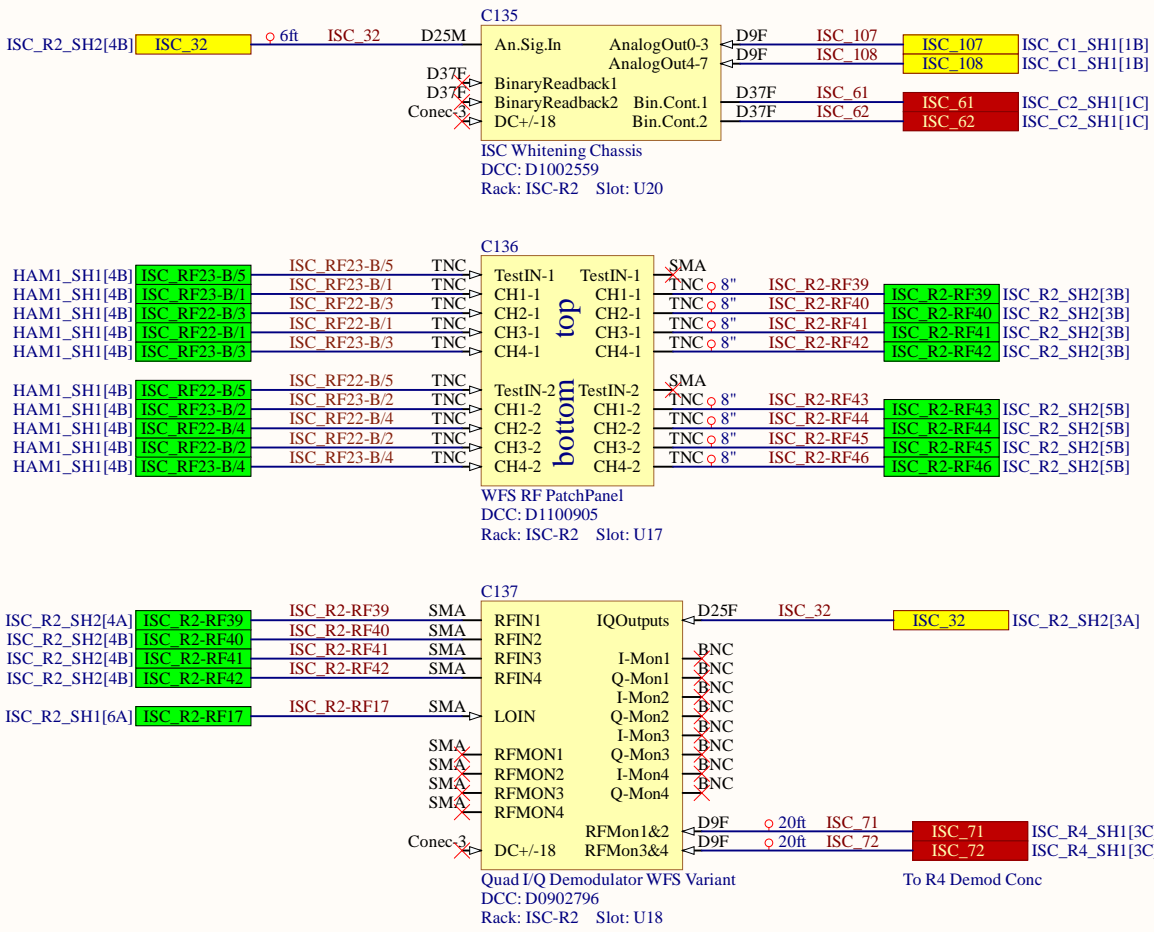 C135
ISC_R2_SH2[4B] ISC_32 6ft ISC_32 D25M An.Sig.In AnalogOut0-3 D9F ISC_107 ISC_107 ISC_C1_SH1[1B]
AnalogOut4-7 D9F ISC_108 ISC_108 ISC_C1_SH1[1B]
D37F BinaryReadback1
D37F BinaryReadback2 Bin.Cont.1 D37F ISC_61 ISC_61 ISC_C2_SH1[1C]
Conec-3 DC+/-18 Bin.Cont.2 D37F ISC_62 ISC_62 ISC_C2_SH1[1C]
ISC Whitening Chassis
DCC: D1002559
Rack: ISC-R2 Slot: U20
C136
HAM1_SH1[4B] ISC_RF23-B/5 ISC_RF23-B/5 TNC TestIN-1 TestIN-1 SMA
HAM1_SH1[4B] ISC_RF23-B/1 ISC_RF23-B/1 TNC CH1-1 CH1-1 TNC 8" ISC_R2-RF39 ISC_R2-RF39 ISC_R2_SH2[3B]
HAM1_SH1[4B] ISC_RF22-B/3 ISC_RF22-B/3 TNC CH2-1 CH2-1 TNC 8" ISC_R2-RF40 ISC_R2-RF40 ISC_R2_SH2[3B]
HAM1_SH1[4B] ISC_RF22-B/1 ISC_RF22-B/1 TNC CH3-1 CH3-1 TNC 8" ISC_R2-RF41 ISC_R2-RF41 ISC_R2_SH2[3B]
HAM1_SH1[4B] ISC_RF23-B/3 ISC_RF23-B/3 TNC CH4-1 CH4-1 TNC 8" ISC_R2-RF42 ISC_R2-RF42 ISC_R2_SH2[3B]
top
HAM1_SH1[4B] ISC_RF22-B/5 ISC_RF22-B/5 TNC TestIN-2 TestIN-2 SMA
HAM1_SH1[4B] ISC_RF23-B/2 ISC_RF23-B/2 TNC CH1-2 CH1-2 TNC 8" ISC_R2-RF43 ISC_R2-RF43 ISC_R2_SH2[5B]
HAM1_SH1[4B] ISC_RF22-B/4 ISC_RF22-B/4 TNC CH2-2 CH2-2 TNC 8" ISC_R2-RF44 ISC_R2-RF44 ISC_R2_SH2[5B]
HAM1_SH1[4B] ISC_RF22-B/2 ISC_RF22-B/2 TNC CH3-2 CH3-2 TNC 8" ISC_R2-RF45 ISC_R2-RF45 ISC_R2_SH2[5B]
HAM1_SH1[4B] ISC_RF23-B/4 ISC_RF23-B/4 TNC CH4-2 CH4-2 TNC 8" ISC_R2-RF46 ISC_R2-RF46 ISC_R2_SH2[5B]
bottom
WFS RF PatchPanel
DCC: D1100905
Rack: ISC-R2 Slot: U17
C137
ISC_R2_SH2[4A] ISC_R2-RF39 ISC_R2-RF39 SMA RFIN1 IQOutputs D25F ISC_32 ISC_32 ISC_R2_SH2[3A]
ISC_R2_SH2[4B] ISC_R2-RF40 ISC_R2-RF40 SMA RFIN2
ISC_R2_SH2[4B] ISC_R2-RF41 ISC_R2-RF41 SMA RFIN3 I-Mon1 BNC
ISC_R2_SH2[4B] ISC_R2-RF42 ISC_R2-RF42 SMA RFIN4 Q-Mon1 BNC
I-Mon2 BNC
ISC_R2_SH1[6A] ISC_R2-RF17 ISC_R2-RF17 SMA LOIN Q-Mon2 BNC
I-Mon3 BNC
SMA RFMON1 Q-Mon3 BNC
SMA RFMON2 I-Mon4 BNC
SMA RFMON3 Q-Mon4 BNC
SMA RFMON4
RFMon1&2 D9F 20ft ISC_71 ISC_71 ISC_R4_SH1[3C
Conec-3 DC+/-18 RFMon3&4 D9F 20ft ISC_72 ISC_72 ISC_R4_SH1[3C
Quad I/Q Demodulator WFS Variant To R4 Demod Conc
DCC: D0902796
Rack: ISC-R2 Slot: U18